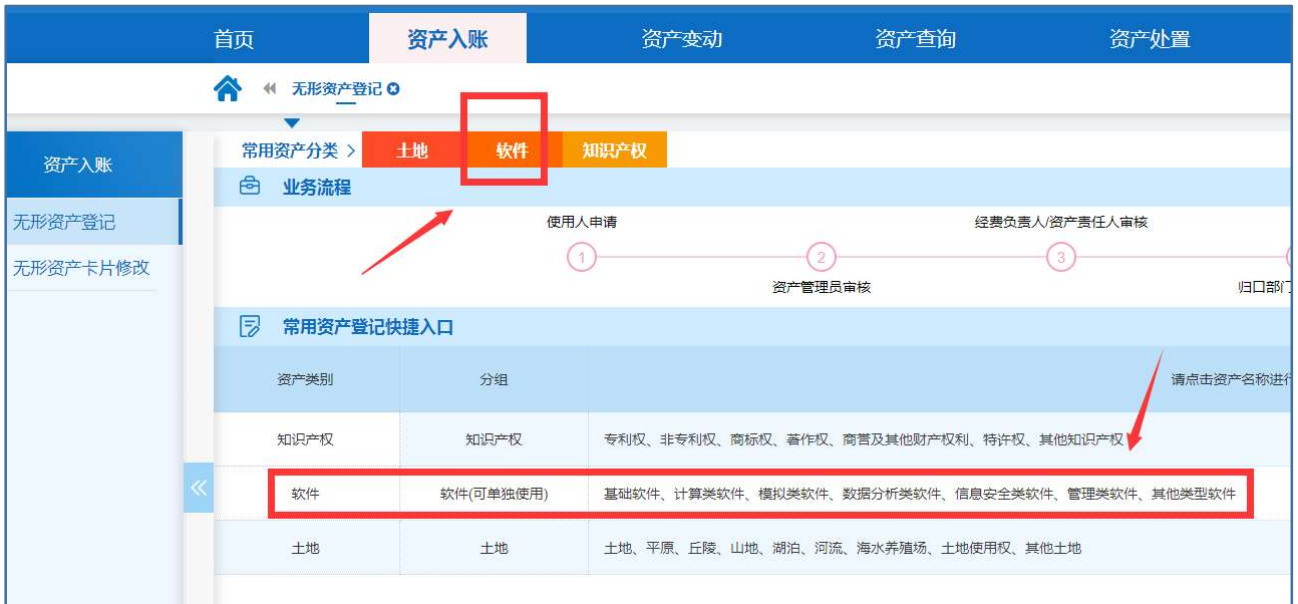 首页 资产入账 资产变动 资产查询 资产处置
无形资产登记
资产入账
无形资产登记
无形资产卡片修改
常用资产分类 > 土地 软件 知识产权
业务流程
使用人申请 经费负责人/资产责任人审核
1 2 3
资产管理员审核 归口部门
常用资产登记快捷入口
资产类别 分组 请点击资产名称进行
知识产权 知识产权 专利权、非专利权、商标权、著作权、商誉及其他财产权利、特许权、其他知识产权
软件 软件(可单独使用) 基础软件、计算类软件、模拟类软件、数据分析类软件、信息安全类软件、管理类软件、其他类型软件
土地 土地 土地、平原、丘陵、山地、湖泊、河流、海水养殖场、土地使用权、其他土地